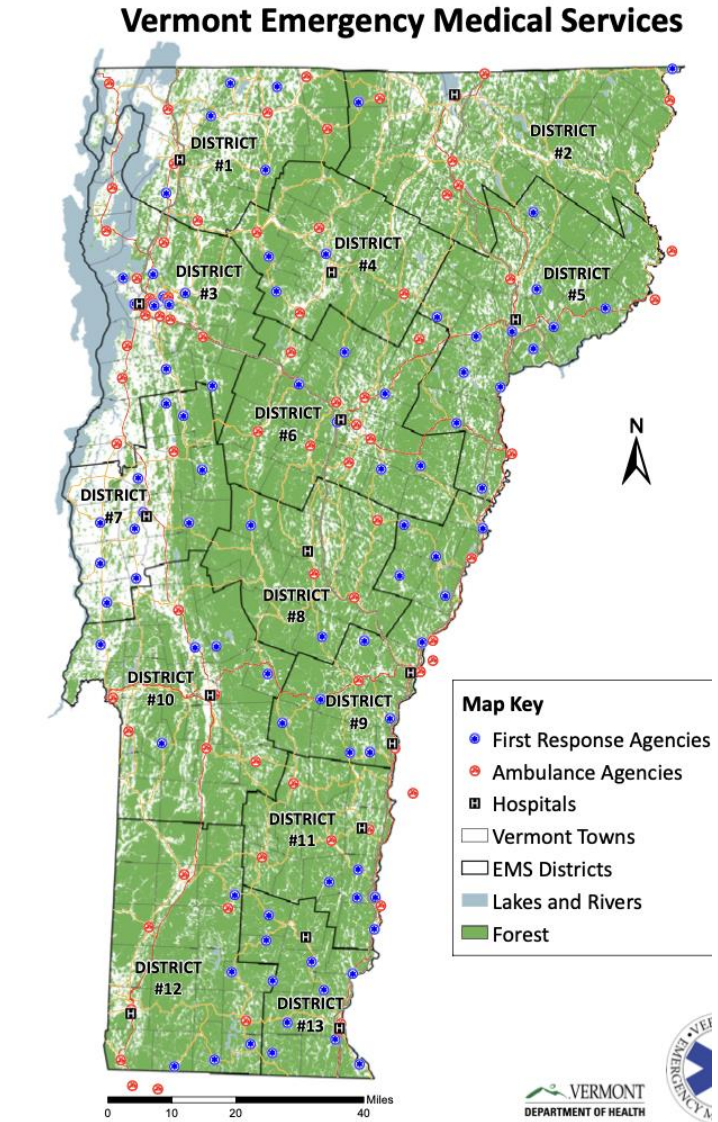 Vermont Emergency Medical Services
DISTRICT
#1
DISTRICT
#2
DISTRICT
#3
DISTRICT
#4
DISTRICT
#5
DISTRICT
#6
DISTRICT
#7
DISTRICT
#8
DISTRICT
#9
DISTRICT
#10
DISTRICT
#11
DISTRICT
#12
DISTRICT
#13
N
Map Key
First Response Agencies
Ambulance Agencies
H Hospitals
Vermont Towns
EMS Districts
Lakes and Rivers
Forest
Miles
0 10 20 40
VERMONT
DEPARTMENT OF HEALTH